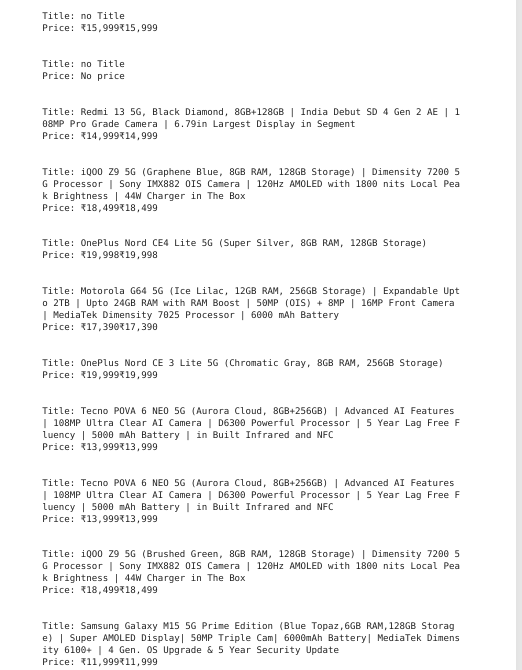 Title: no Title
Price: ₹15,999₹15,999
Title: no Title
Price: No price
Title: Redmi 13 5G, Black Diamond, 8GB+128GB | India Debut SD 4 Gen 2 AE | 1
08MP Pro Grade Camera | 6.79in Largest Display in Segment
Price: ₹14,999₹14,999
Title: iQOO Z9 5G (Graphene Blue, 8GB RAM, 128GB Storage) | Dimensity 7200 5
G Processor | Sony IMX882 OIS Camera | 120Hz AMOLED with 1800 nits Local Pea
k Brightness | 44W Charger in The Box
Price: ₹18,499₹18,499
Title: OnePlus Nord CE4 Lite 5G (Super Silver, 8GB RAM, 128GB Storage)
Price: ₹19,998₹19,998
Title: Motorola G64 5G (Ice Lilac, 12GB RAM, 256GB Storage) | Expandable Upt
o 2TB | Upto 24GB RAM with RAM Boost | 50MP (OIS) + 8MP | 16MP Front Camera
| MediaTek Dimensity 7025 Processor | 6000 mAh Battery
Price: ₹17,390₹17,390
Title: OnePlus Nord CE 3 Lite 5G (Chromatic Gray, 8GB RAM, 256GB Storage)
Price: ₹19,999₹19,999
Title: Tecno POVA 6 NEO 5G (Aurora Cloud, 8GB+256GB) | Advanced AI Features
| 108MP Ultra Clear AI Camera | D6300 Powerful Processor | 5 Year Lag Free F
luency | 5000 mAh Battery | in Built Infrared and NFC
Price: ₹13,999₹13,999
Title: Tecno POVA 6 NEO 5G (Aurora Cloud, 8GB+256GB) | Advanced AI Features
| 108MP Ultra Clear AI Camera | D6300 Powerful Processor | 5 Year Lag Free F
luency | 5000 mAh Battery | in Built Infrared and NFC
Price: ₹13,999₹13,999
Title: iQOO Z9 5G (Brushed Green, 8GB RAM, 128GB Storage) | Dimensity 7200 5
G Processor | Sony IMX882 OIS Camera | 120Hz AMOLED with 1800 nits Local Pea
k Brightness | 44W Charger in The Box
Price: ₹18,499₹18,499
Title: Samsung Galaxy M15 5G Prime Edition (Blue Topaz,6GB RAM,128GB Storag
e) | Super AMOLED Display| 50MP Triple Cam| 6000mAh Battery| MediaTek Dimens
ity 6100+ | 4 Gen. OS Upgrade & 5 Year Security Update
Price: ₹11,999₹11,999